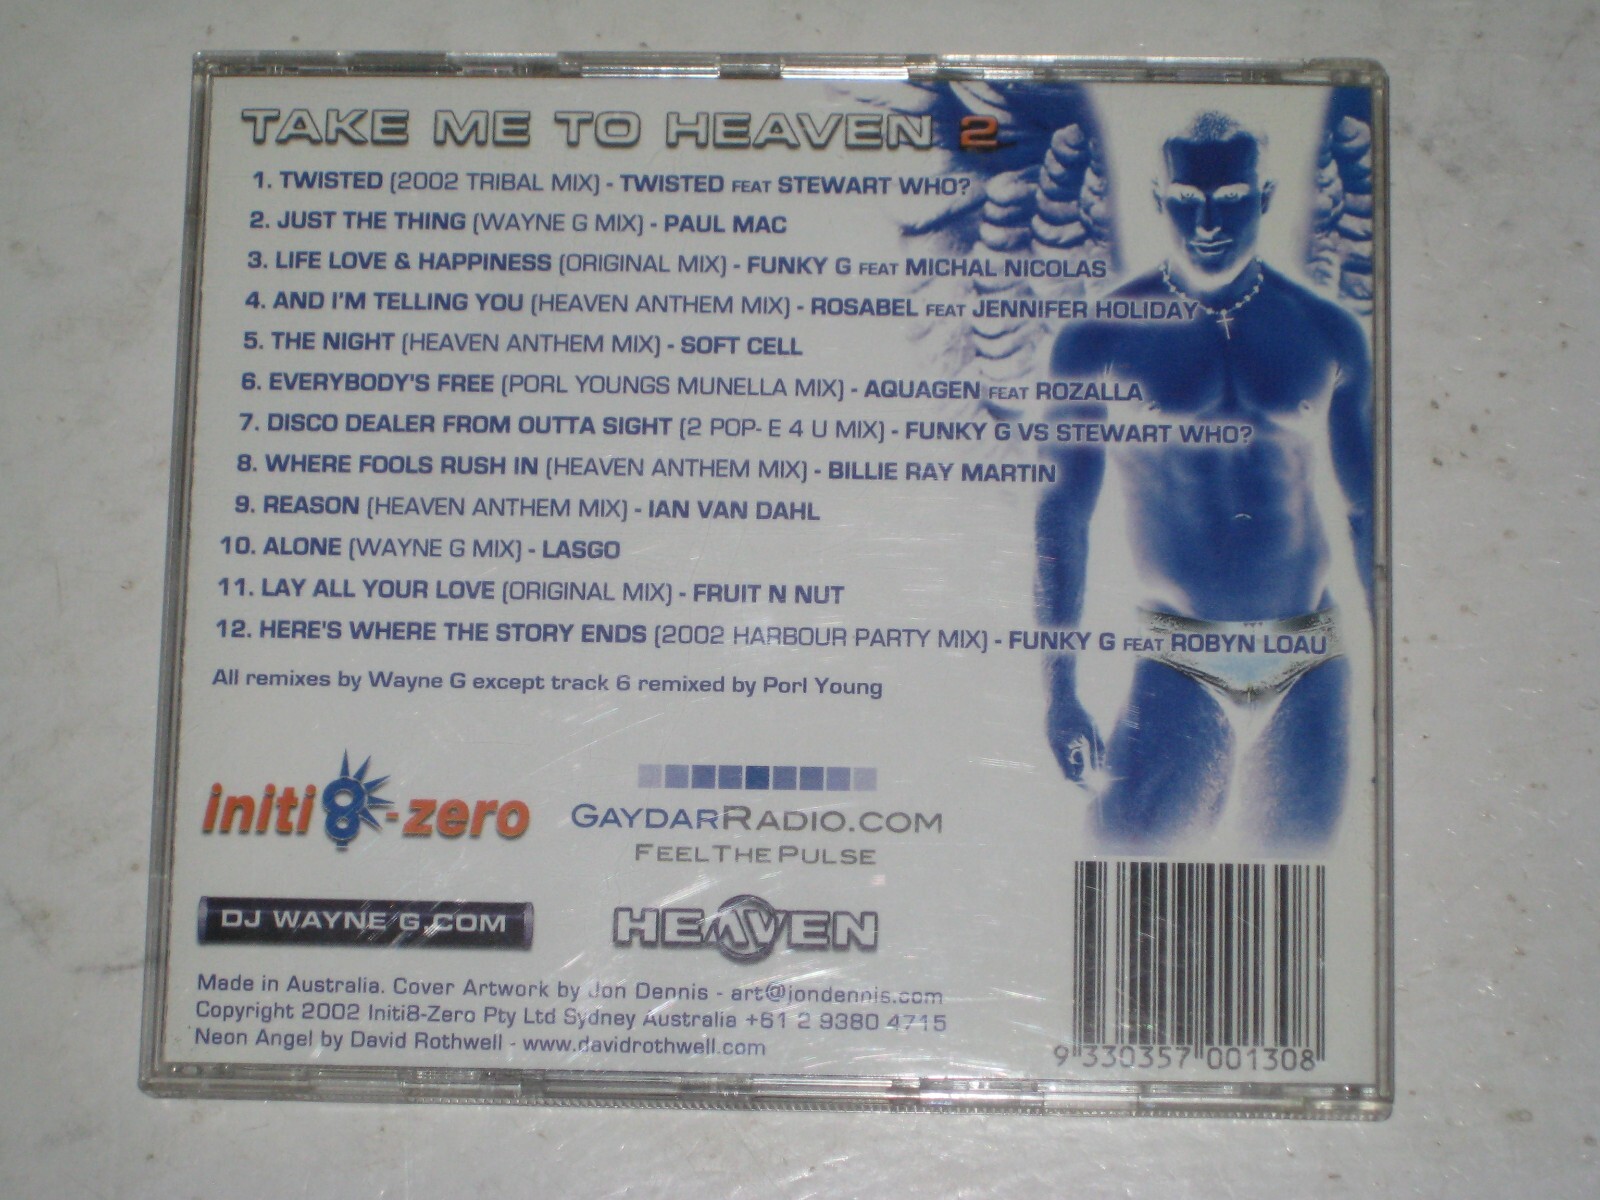 TAKE ME TO HEAVEN 2
1. TWISTED (2002 TRIBAL MIX) - TWISTED FEAT STEWART WHO?
2. JUST THE THING (WAYNE G MIX) - PAUL MAC
3. LIFE LOVE & HAPPINESS (ORIGINAL MIX) - FUNKY G FEAT MICHAL NICOLAS
4. AND I'M TELLING YOU (HEAVEN ANTHEM MIX) - ROSABEL FEAT JENNIFER HOLIDAY
5. THE NIGHT (HEAVEN ANTHEM MIX) - SOFT CELL
6. EVERYBODY'S FREE (PORL YOUNGS MUNELLA MIX) - AQUAGEN FEAT ROZALLA
7. DISCO DEALER FROM OUTTA SIGHT (2 POP- E 4 U MIX) - FUNKY G VS STEWART WHO?
8. WHERE FOOLS RUSH IN (HEAVEN ANTHEM MIX) - BILLIE RAY MARTIN
9. REASON (HEAVEN ANTHEM MIX) - IAN VAN DAHL
10. ALONE (WAYNE G MIX) - LASGO
11. LAY ALL YOUR LOVE (ORIGINAL MIX) - FRUIT N NUT
12. HERE'S WHERE THE STORY ENDS (2002 HARBOUR PARTY MIX) - FUNKY G FEAT ROBYN LOAU
All remixes by Wayne G except track 6 remixed by Porl Young
initi8-zero
GAYDARRADIO.COM
FEELTHEPULSE
DJ WAYNE G.COM
HEAVEN
Made in Australia. Cover Artwork by Jon Dennis - art@jondennis.com
Copyright 2002 Initi8-Zero Pty Ltd Sydney Australia +61 2 9380 4715
Neon Angel by David Rothwell - www.davidrothwell.com
9 330357 001308